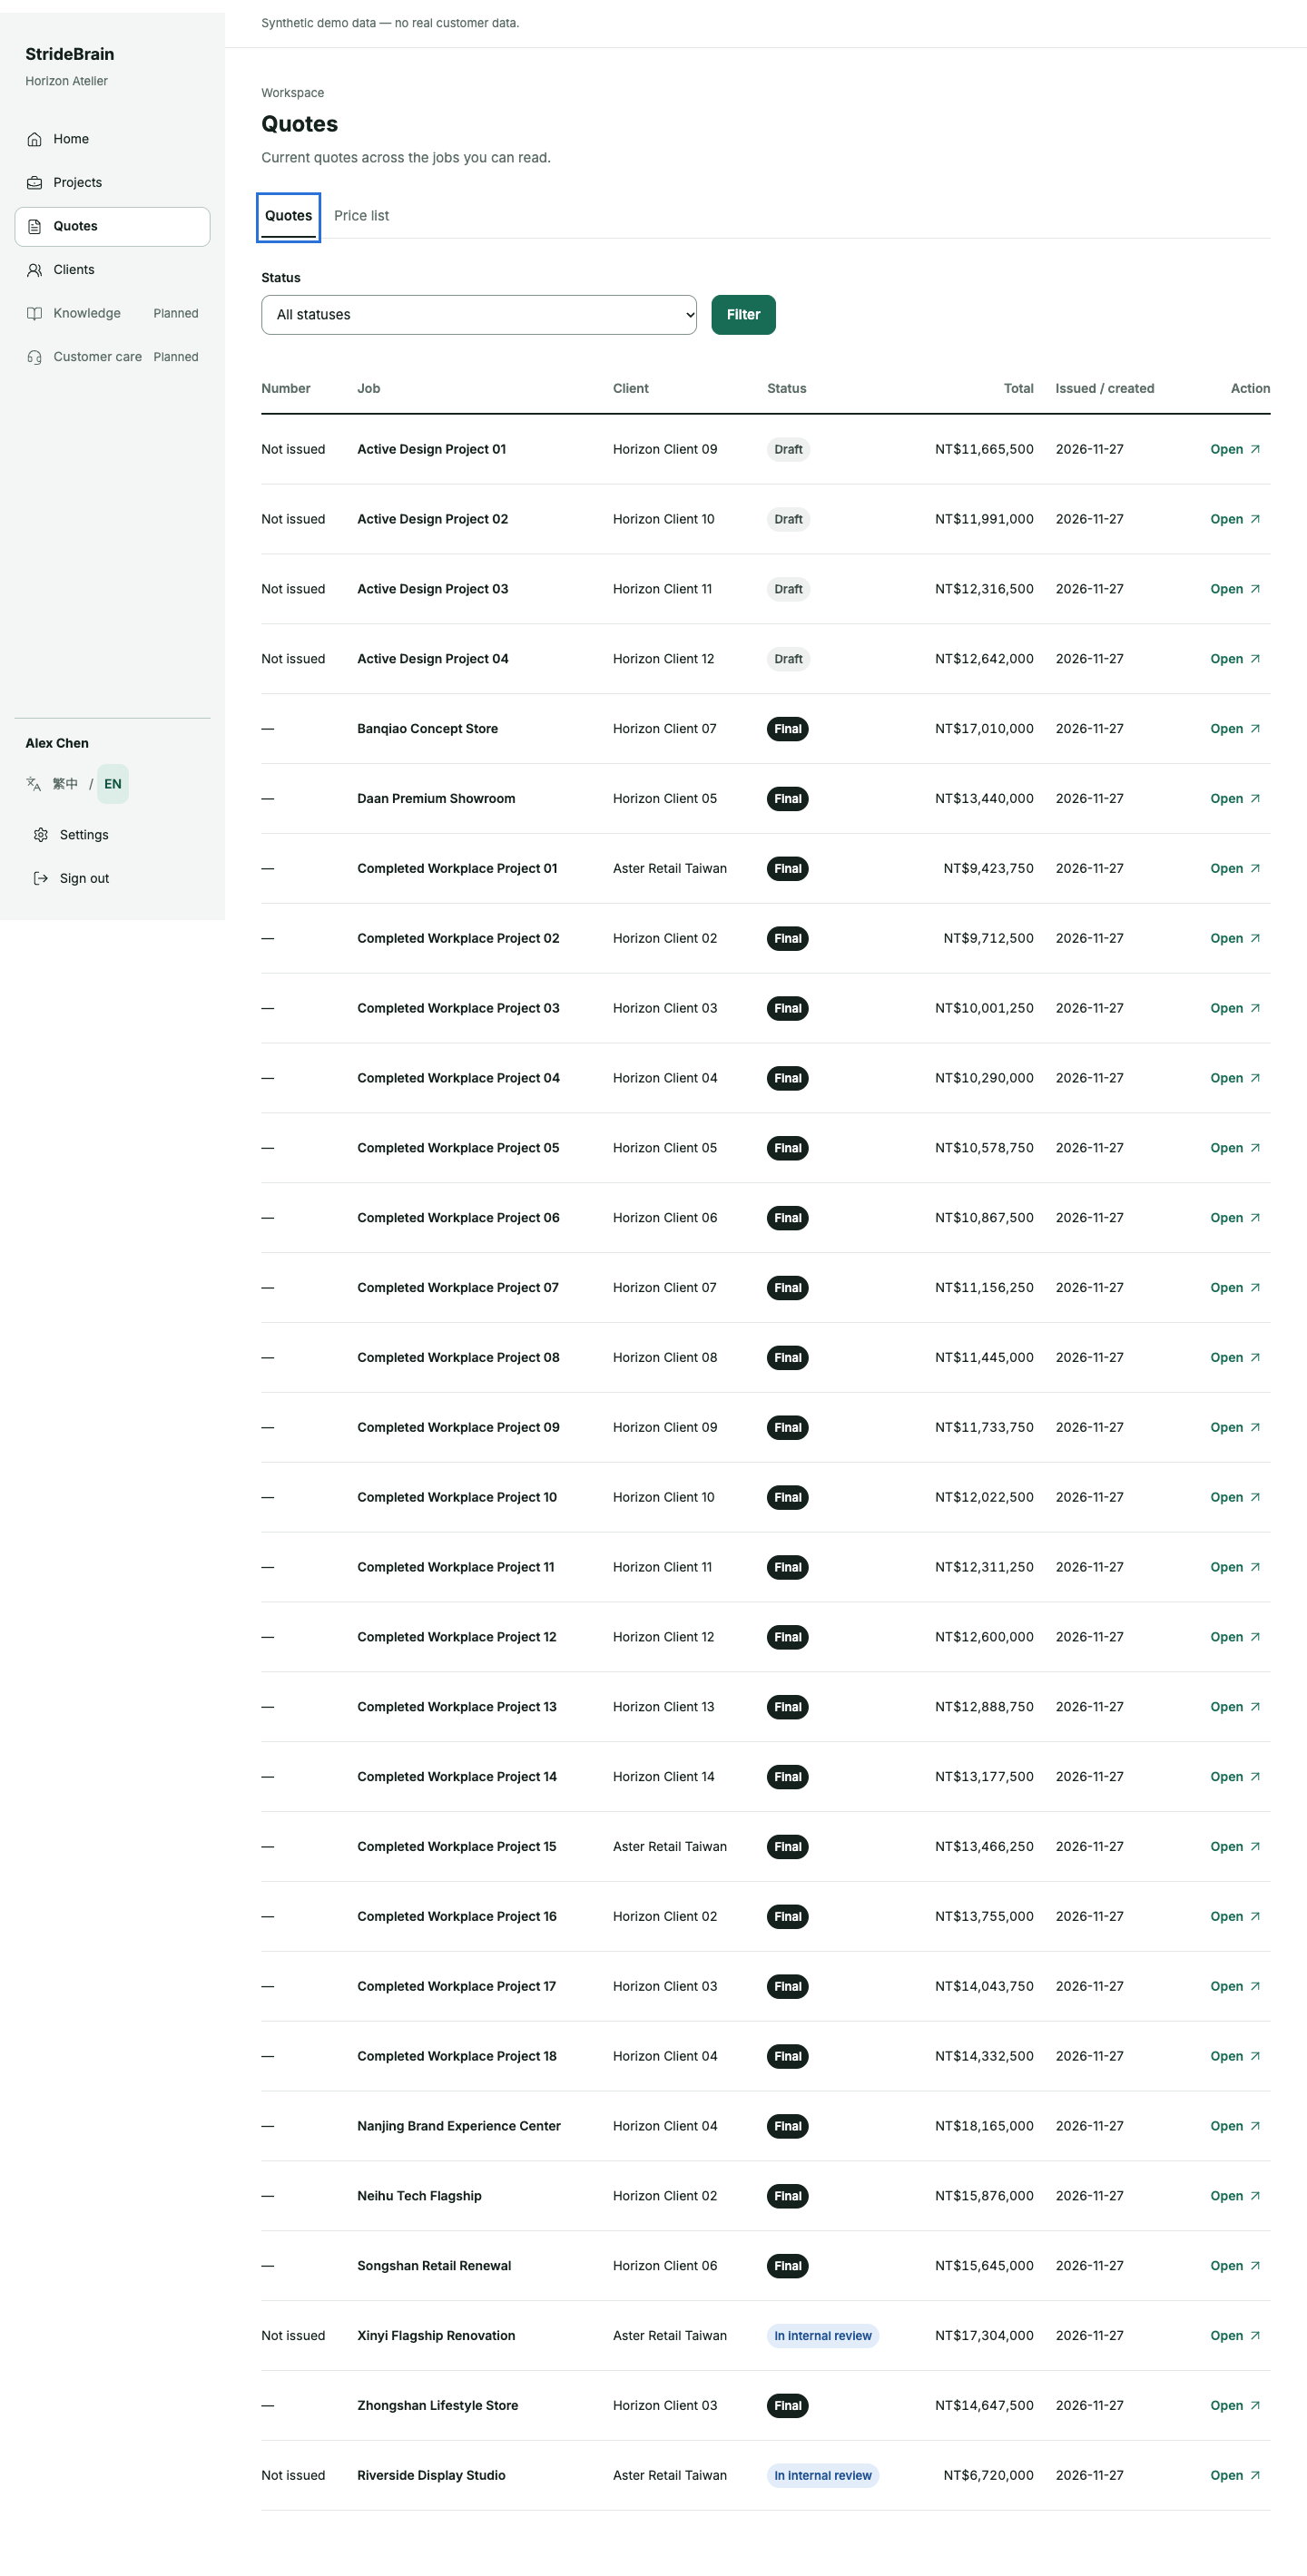 Synthetic demo data — no real customer data.
StrideBrain
Horizon Atelier
Home
Projects
Quotes
Clients
Knowledge Planned
Customer care Planned
Alex Chen
繁中 / EN
Settings
Sign out
Workspace
Quotes
Current quotes across the jobs you can read.
Quotes Price list
Status
All statuses Filter
Number Job Client Status Total Issued / created Action
Not issued Active Design Project 01 Horizon Client 09 Draft NT$11,665,500 2026-11-27 Open
Not issued Active Design Project 02 Horizon Client 10 Draft NT$11,991,000 2026-11-27 Open
Not issued Active Design Project 03 Horizon Client 11 Draft NT$12,316,500 2026-11-27 Open
Not issued Active Design Project 04 Horizon Client 12 Draft NT$12,642,000 2026-11-27 Open
— Banqiao Concept Store Horizon Client 07 Final NT$17,010,000 2026-11-27 Open
— Daan Premium Showroom Horizon Client 05 Final NT$13,440,000 2026-11-27 Open
— Completed Workplace Project 01 Aster Retail Taiwan Final NT$9,423,750 2026-11-27 Open
— Completed Workplace Project 02 Horizon Client 02 Final NT$9,712,500 2026-11-27 Open
— Completed Workplace Project 03 Horizon Client 03 Final NT$10,001,250 2026-11-27 Open
— Completed Workplace Project 04 Horizon Client 04 Final NT$10,290,000 2026-11-27 Open
— Completed Workplace Project 05 Horizon Client 05 Final NT$10,578,750 2026-11-27 Open
— Completed Workplace Project 06 Horizon Client 06 Final NT$10,867,500 2026-11-27 Open
— Completed Workplace Project 07 Horizon Client 07 Final NT$11,156,250 2026-11-27 Open
— Completed Workplace Project 08 Horizon Client 08 Final NT$11,445,000 2026-11-27 Open
— Completed Workplace Project 09 Horizon Client 09 Final NT$11,733,750 2026-11-27 Open
— Completed Workplace Project 10 Horizon Client 10 Final NT$12,022,500 2026-11-27 Open
— Completed Workplace Project 11 Horizon Client 11 Final NT$12,311,250 2026-11-27 Open
— Completed Workplace Project 12 Horizon Client 12 Final NT$12,600,000 2026-11-27 Open
— Completed Workplace Project 13 Horizon Client 13 Final NT$12,888,750 2026-11-27 Open
— Completed Workplace Project 14 Horizon Client 14 Final NT$13,177,500 2026-11-27 Open
— Completed Workplace Project 15 Aster Retail Taiwan Final NT$13,466,250 2026-11-27 Open
— Completed Workplace Project 16 Horizon Client 02 Final NT$13,755,000 2026-11-27 Open
— Completed Workplace Project 17 Horizon Client 03 Final NT$14,043,750 2026-11-27 Open
— Completed Workplace Project 18 Horizon Client 04 Final NT$14,332,500 2026-11-27 Open
— Nanjing Brand Experience Center Horizon Client 04 Final NT$18,165,000 2026-11-27 Open
— Neihu Tech Flagship Horizon Client 02 Final NT$15,876,000 2026-11-27 Open
— Songshan Retail Renewal Horizon Client 06 Final NT$15,645,000 2026-11-27 Open
Not issued Xinyi Flagship Renovation Aster Retail Taiwan In internal review NT$17,304,000 2026-11-27 Open
— Zhongshan Lifestyle Store Horizon Client 03 Final NT$14,647,500 2026-11-27 Open
Not issued Riverside Display Studio Aster Retail Taiwan In internal review NT$6,720,000 2026-11-27 Open